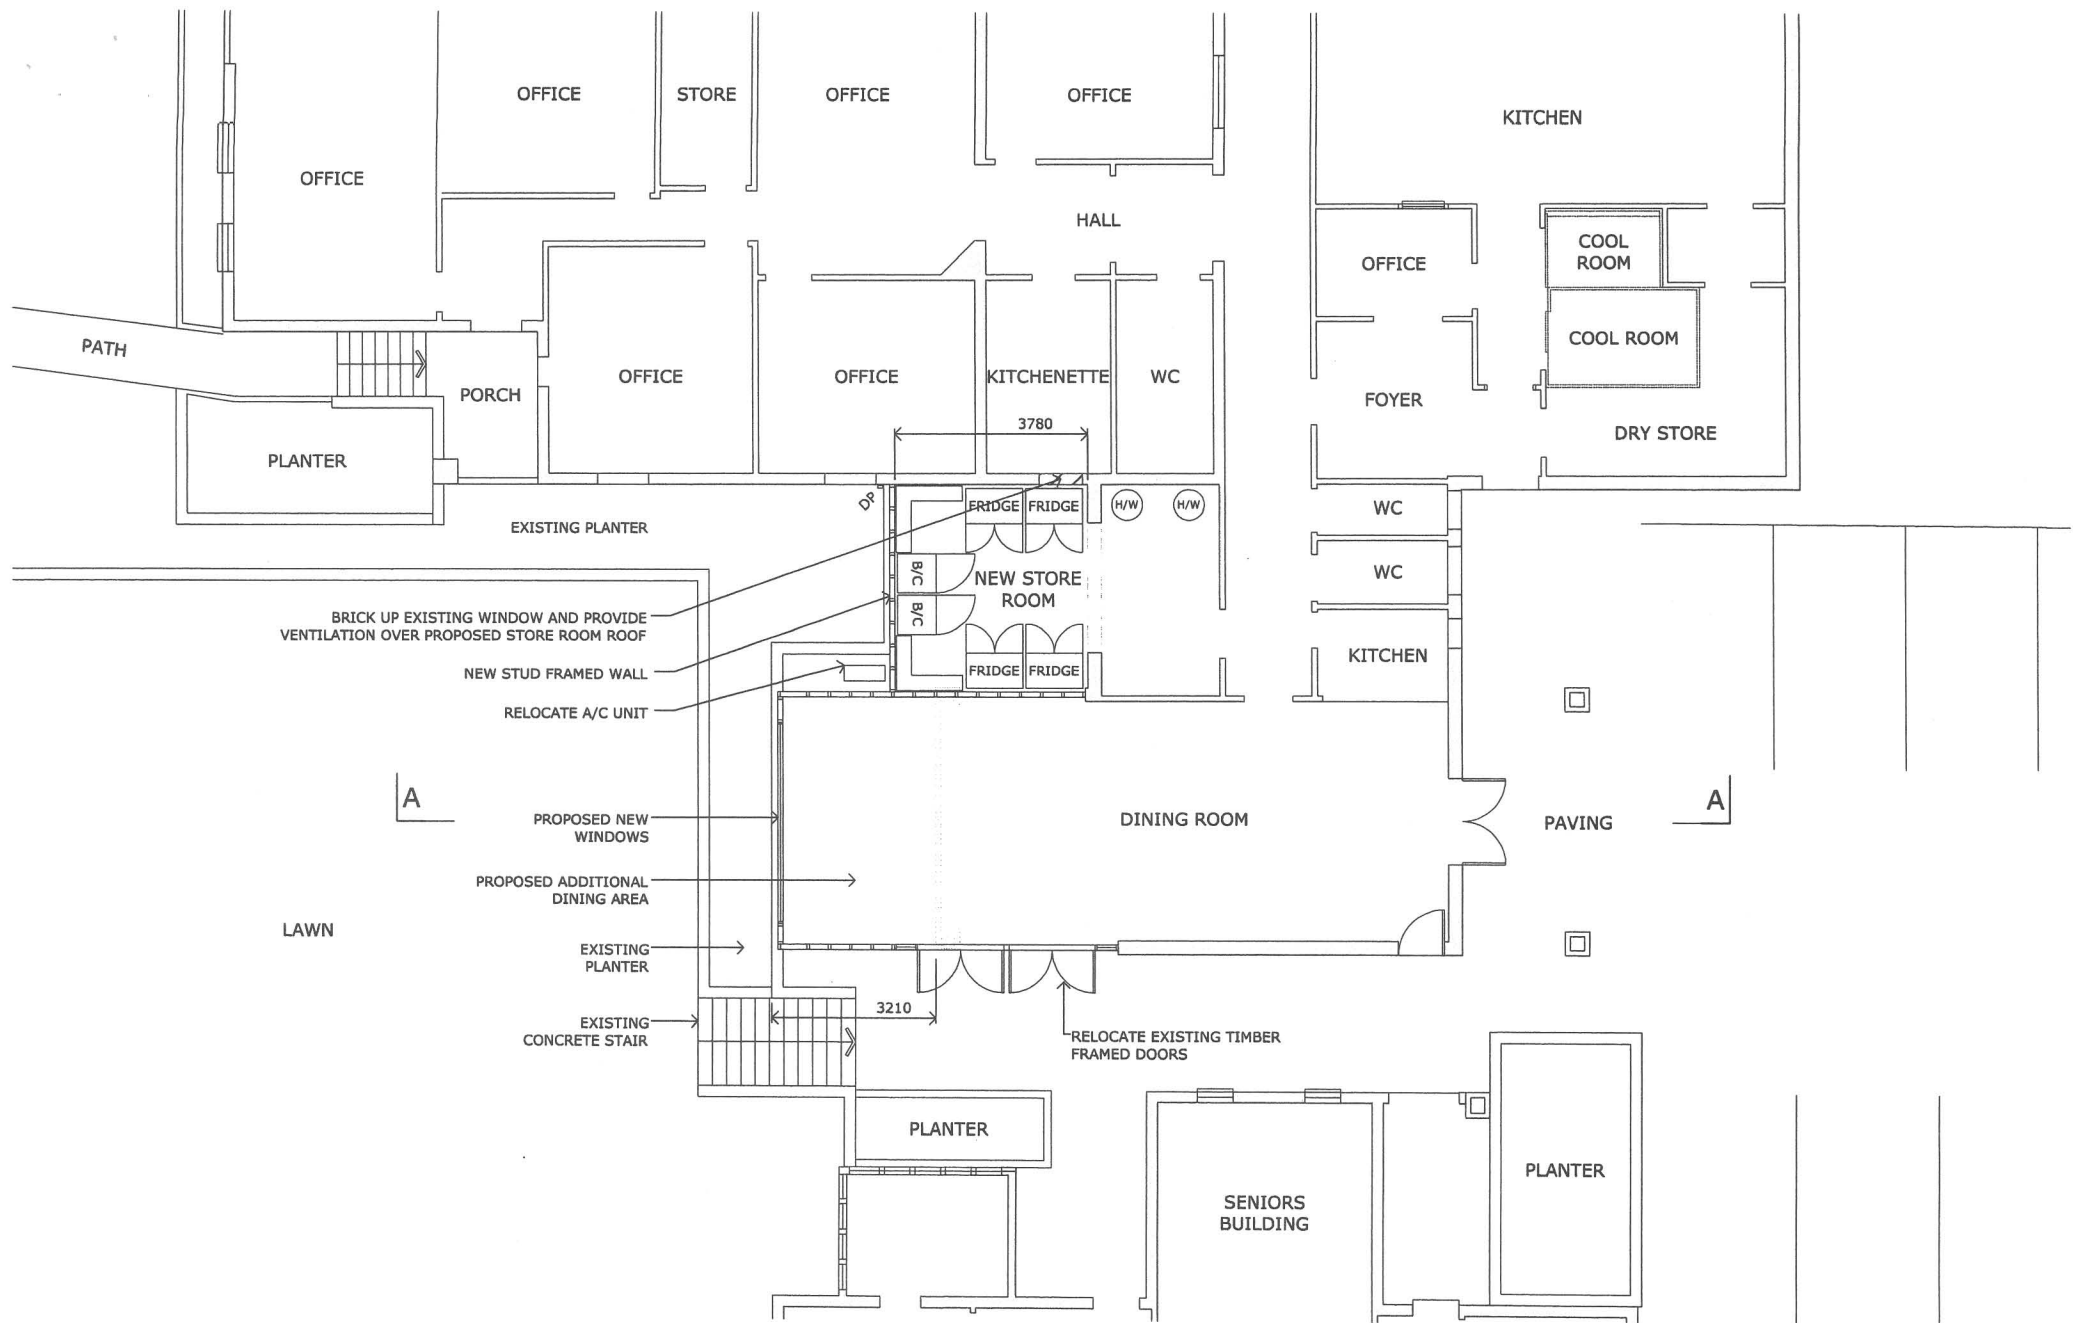 OFFICE
STORE
OFFICE
OFFICE
KITCHEN
OFFICE
HALL
COOL
ROOM
OFFICE
COOL ROOM
PATH
OFFICE
OFFICE
KITCHENETTE
WC
PORCH
FOYER
3780
DRY STORE
PLANTER
DP
FRIDGE
FRIDGE
H/W
H/W
WC
EXISTING PLANTER
B/C
NEW STORE
ROOM
WC
B/C
BRICK UP EXISTING WINDOW AND PROVIDE
VENTILATION OVER PROPOSED STORE ROOM ROOF
KITCHEN
NEW STUD FRAMED WALL
FRIDGE
FRIDGE
RELOCATE A/C UNIT
A
A
PROPOSED NEW
WINDOWS
DINING ROOM
PAVING
PROPOSED ADDITIONAL
DINING AREA
LAWN
EXISTING
PLANTER
3210
EXISTING
CONCRETE STAIR
RELOCATE EXISTING TIMBER
FRAMED DOORS
PLANTER
PLANTER
SENIORS
BUILDING